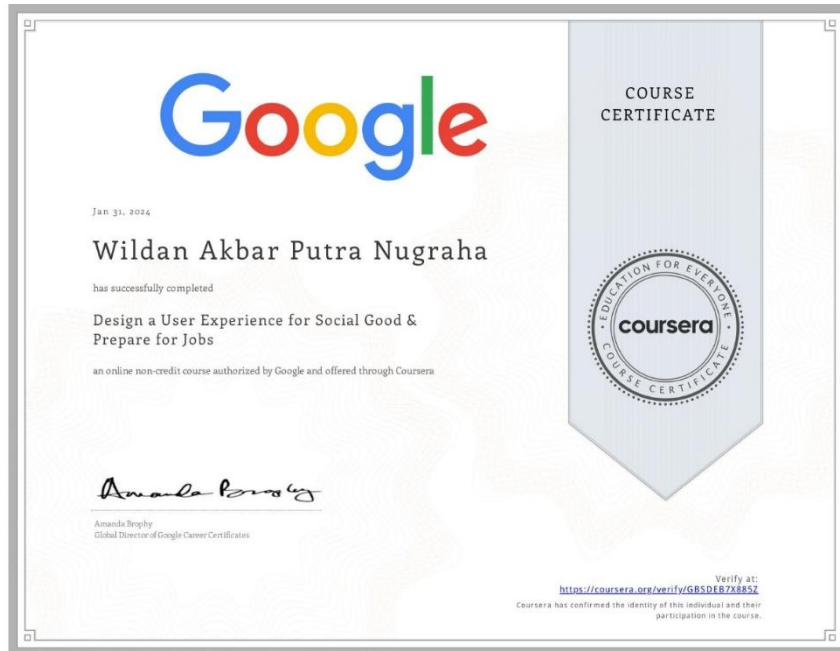 Google
COURSE
CERTIFICATE
Jan 31, 2024
Wildan Akbar Putra Nugraha
has successfully completed
Design a User Experience for Social Good &
Prepare for Jobs
an online non-credit course authorized by Google and offered through Coursera
EDUCATION FOR EVERYONE
coursera
COURSE CERTIFICATE
Amanda Brophy
Amanda Brophy
Global Director of Google Career Certificates
Verify at:
https://coursera.org/verify/GBSDEB7X885Z
Coursera has confirmed the identity of this individual and their
participation in the course.